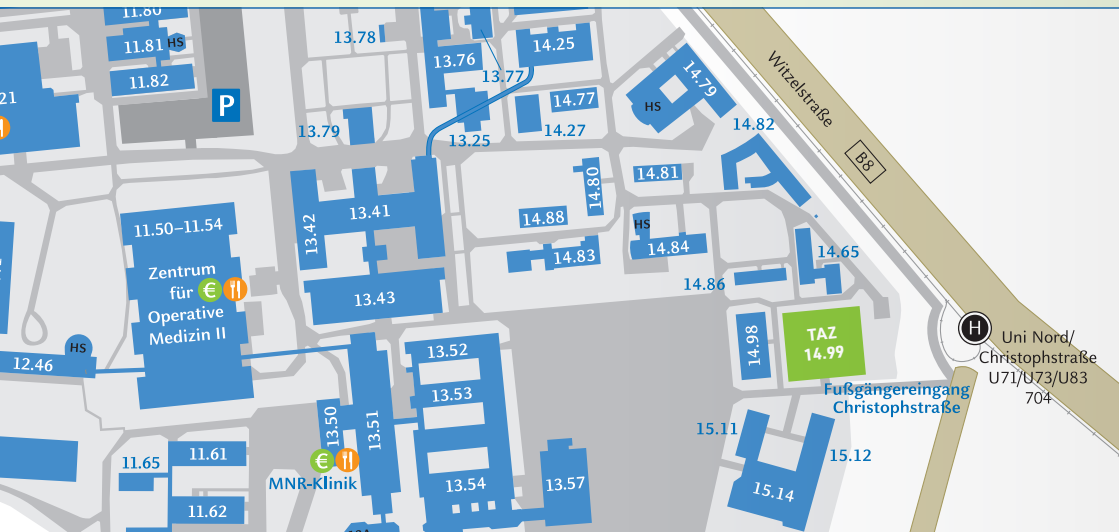 11.80
11.81
HS
11.82
21
P
13.78
13.76
13.77
14.25
14.77
14.27
13.25
13.79
14.79
HS
14.82
Witzelstraße
B8
13.42
13.41
14.80
14.81
14.88
HS
14.84
14.83
14.65
14.86
11.50–11.54
Zentrum
für €
Operative
Medizin II
13.43
HS
12.46
13.52
13.53
13.51
13.50
€
MNR-Klinik
13.54
13.57
11.65
11.61
11.62
14.98
TAZ
14.99
H
Uni Nord/
Christophstraße
U71/U73/U83
704
Fußgängereingang
Christophstraße
15.11
15.12
15.14